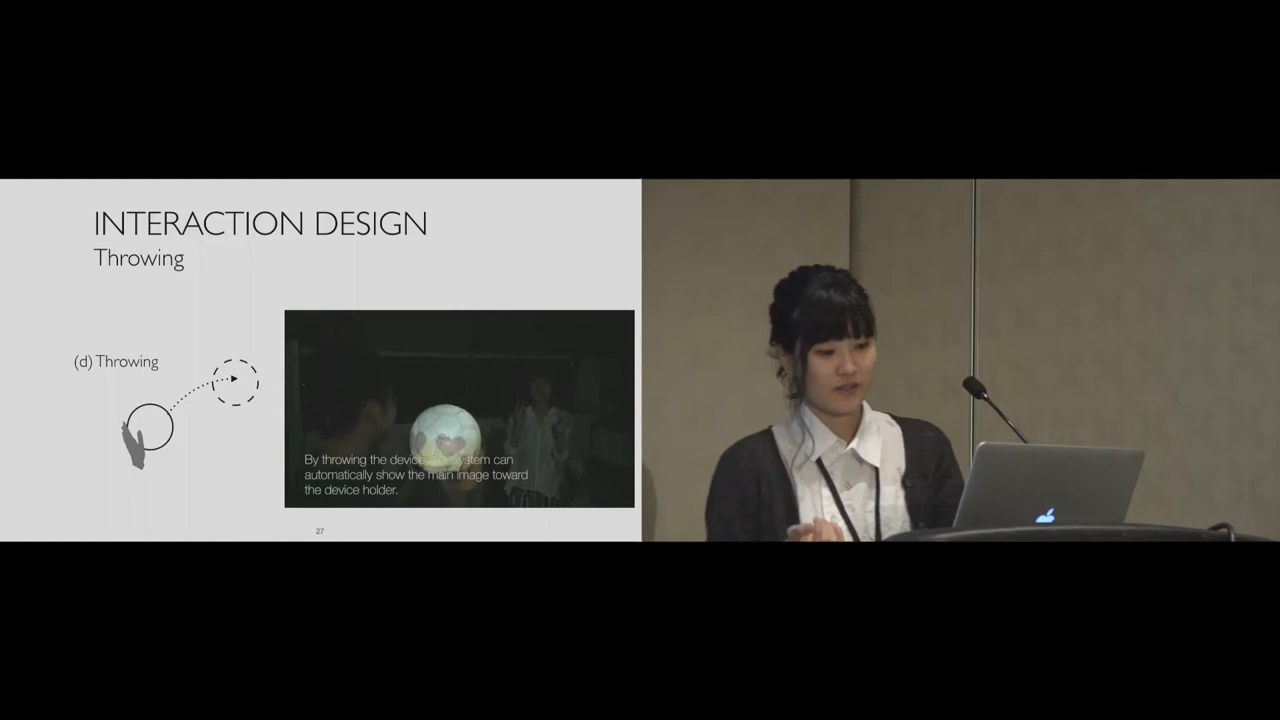 INTERACTION DESIGN
Throwing
(d) Throwing
By throwing the device system can
automatically show the main image toward
the device holder.
27